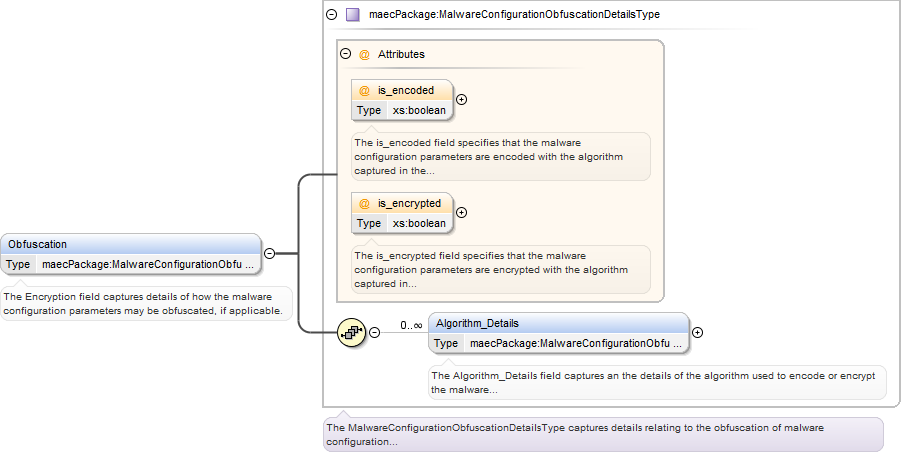 maecPackage:MalwareConfigurationObfuscationDetailsType
@ Attributes
@ is_encoded
Type xs:boolean
The is_encoded field specifies that the malware
configuration parameters are encoded with the algorithm
captured in the...
@ is_encrypted
Type xs:boolean
The is_encrypted field specifies that the malware
configuration parameters are encrypted with the algorithm
captured in...
Obfuscation
Type maecPackage:MalwareConfigurationObfu ...
The Encryption field captures details of how the malware
configuration parameters may be obfuscated, if applicable.
0..∞
Algorithm_Details
Type maecPackage:MalwareConfigurationObfu ...
The Algorithm_Details field captures an the details of the algorithm used to encode or encrypt
the malware...
The MalwareConfigurationObfuscationDetailsType captures details relating to the obfuscation of malware
configuration...